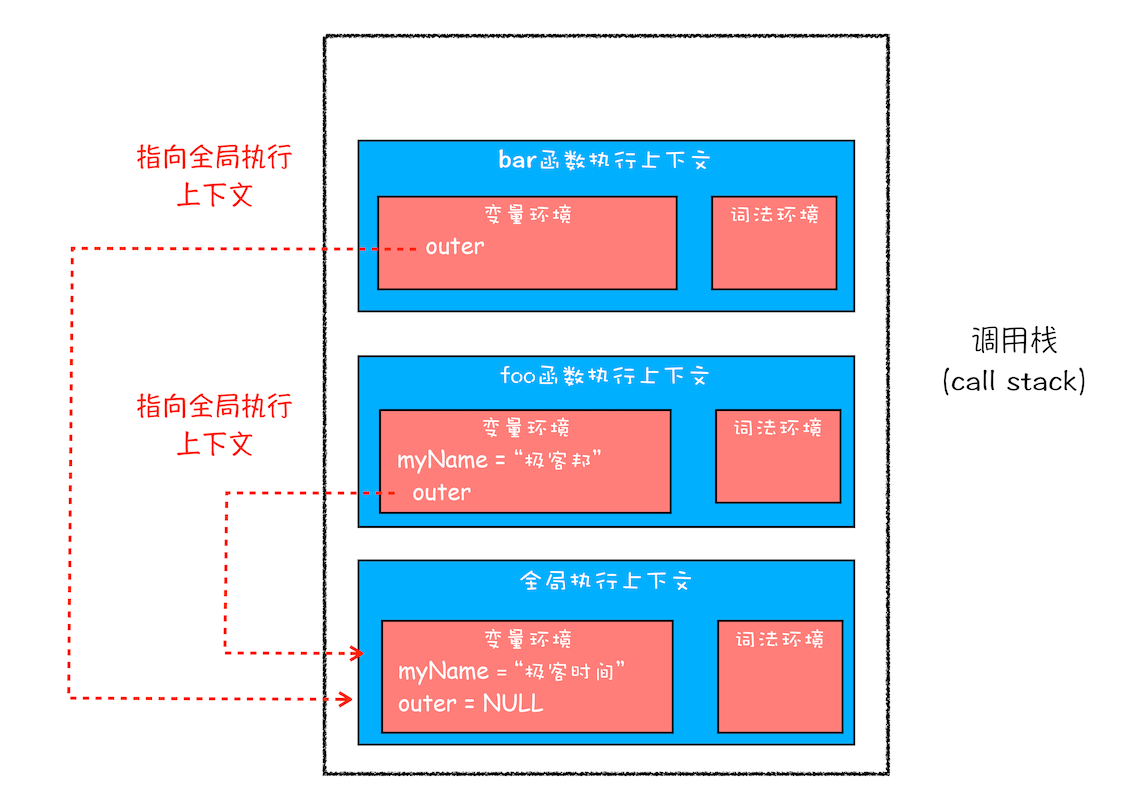 指向全局执行
上下文
bar函数执行上下文
变量环境
outer
词法环境
指向全局执行
上下文
foo函数执行上下文
变量环境
myName = “极客邦”
outer
词法环境
全局执行上下文
变量环境
myName = “极客时间”
outer = NULL
词法环境
调用栈
(call stack)